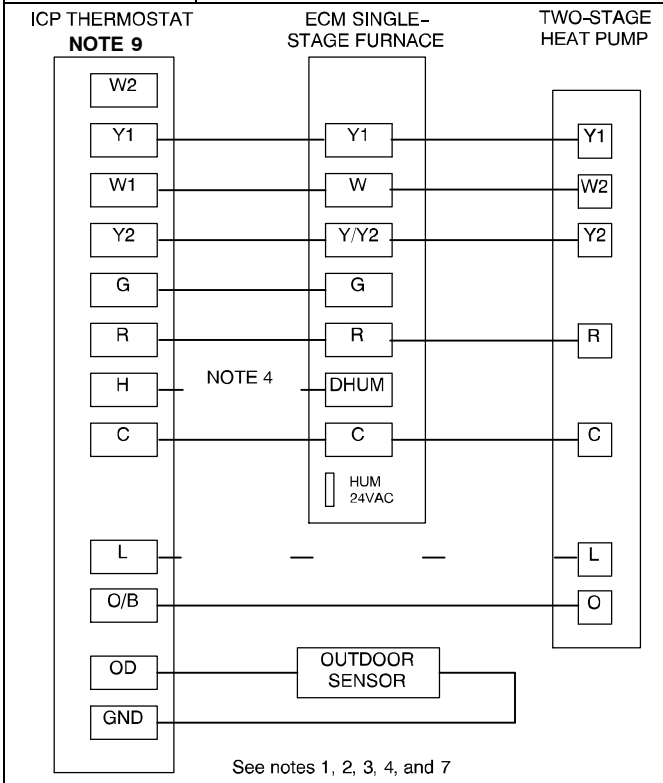 ICP THERMOSTAT
NOTE 9
ECM SINGLE-
STAGE FURNACE
TWO-STAGE
HEAT PUMP
W2
Y1 Y1 Y1
W1 W W2
Y2 Y/Y2 Y2
G G
R R R
H NOTE 4 DHUM
C C C
HUM
24VAC
L L
O/B O
OD OUTDOOR
SENSOR
GND
See notes 1, 2, 3, 4, and 7